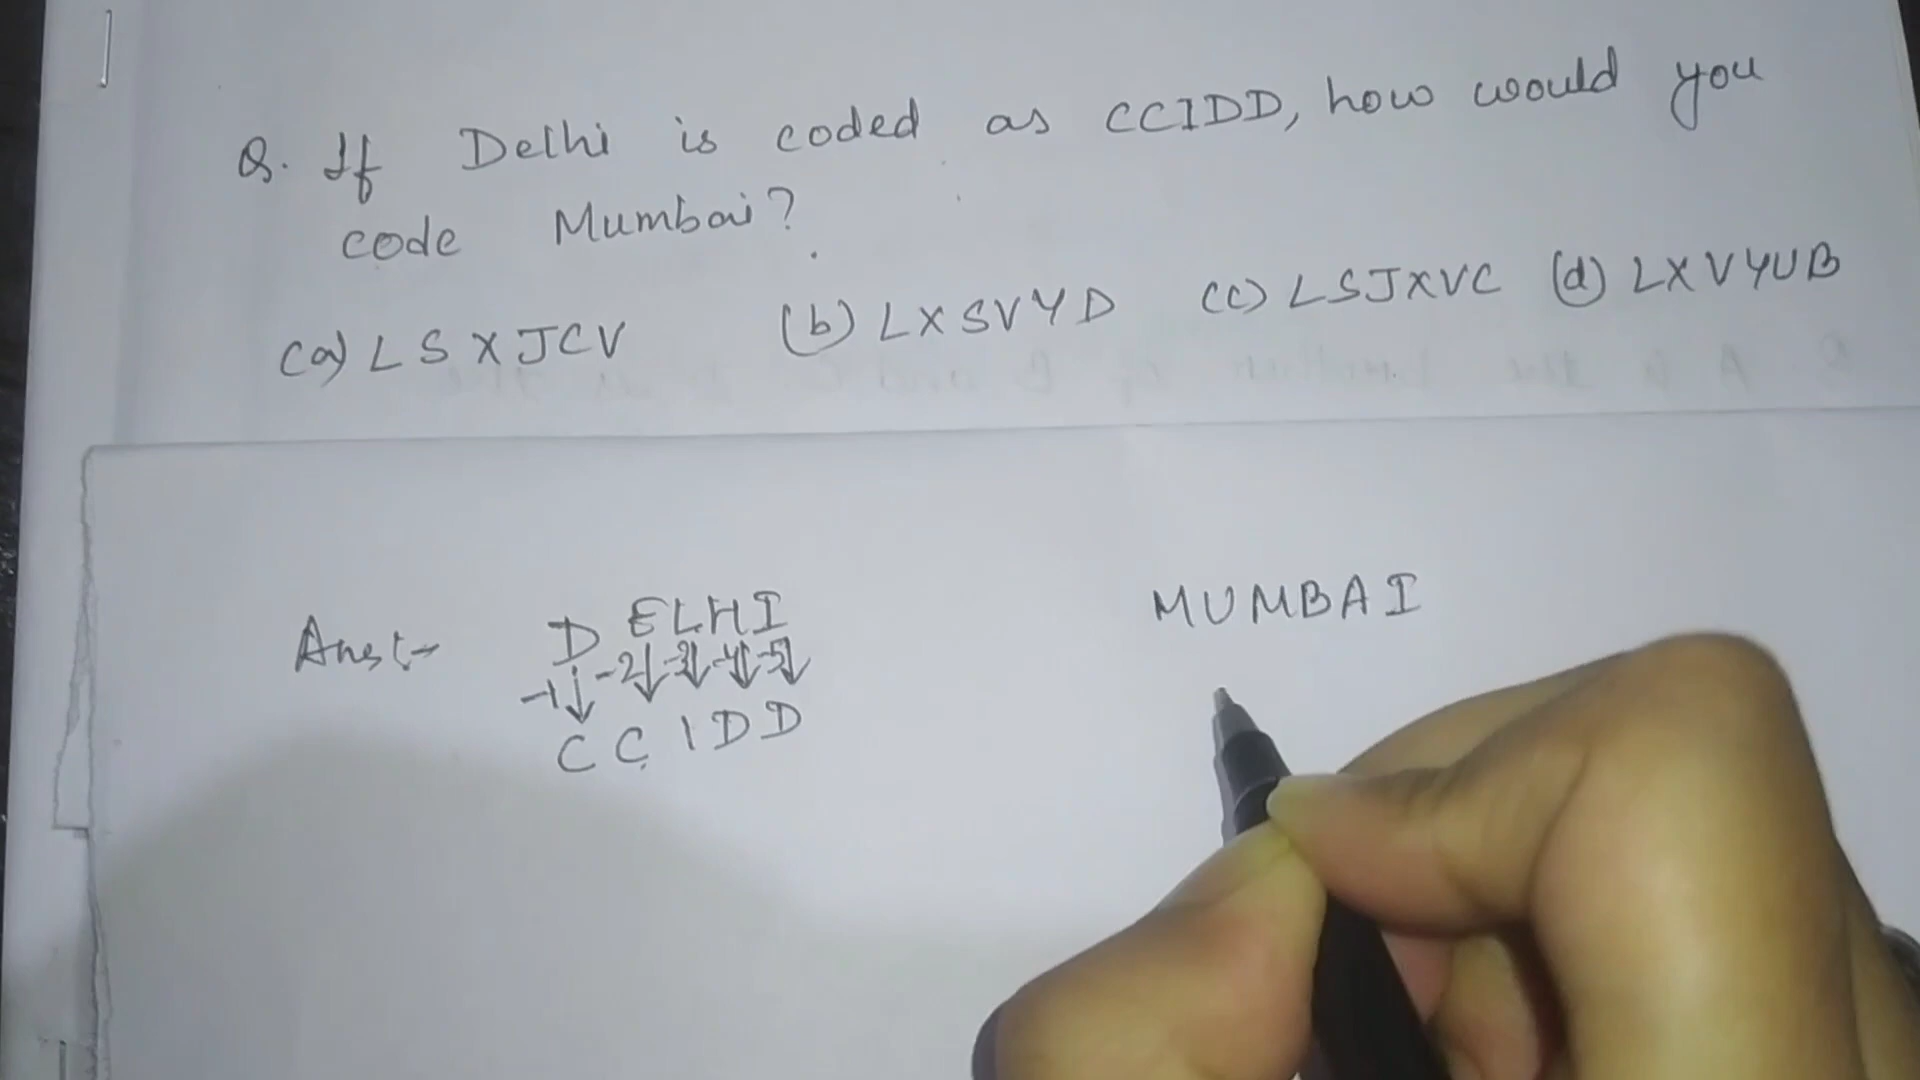 Q. If Delhi is coded as CCIDD, how would you
code Mumbai?
(a) LSXJCV (b) LXSVYD (c) LSJXVC (d) LXVYUB
Ans:- DELHI MUMBAI
-1 -2 -3 -4 -5
CCIDD